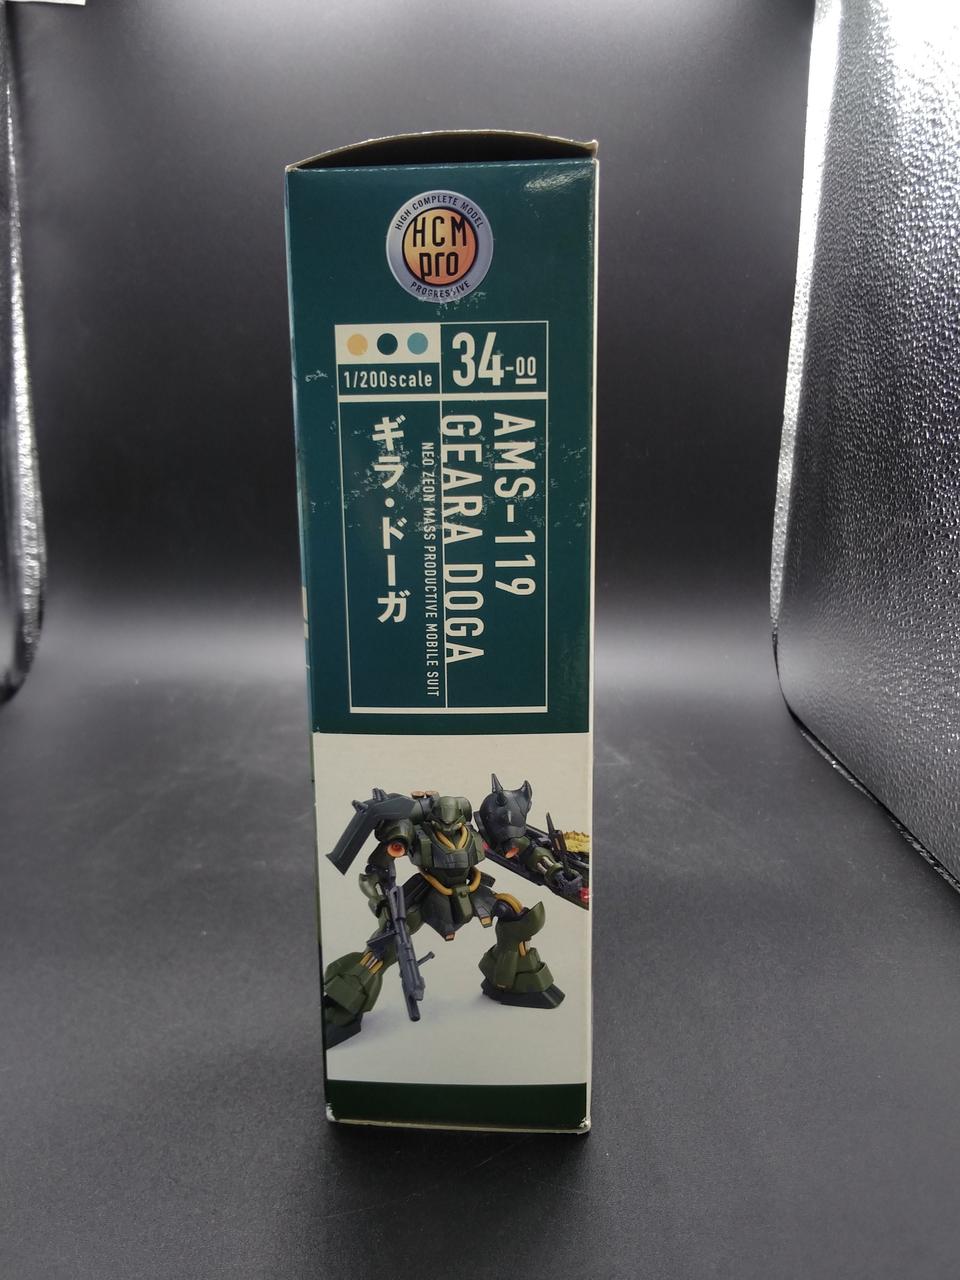 HIGH COMPLETE MODEL
HCM
pro
PROGRESSIVE
1/200scale
34-00
AMS-119
GEARA DOGA
NEO ZEON MASS PRODUCTIVE MOBILE SUIT
ギラ・ドーガ